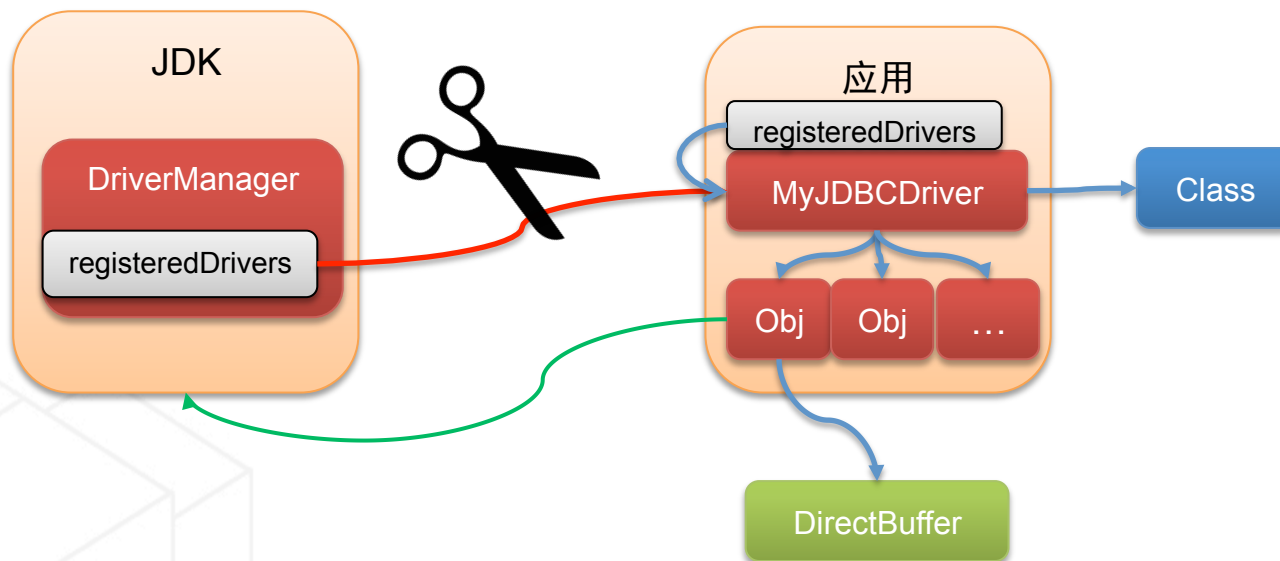 JDK
DriverManager
registeredDrivers
应用
registeredDrivers
MyJDBCDriver
Class
Obj
Obj
...
DirectBuffer